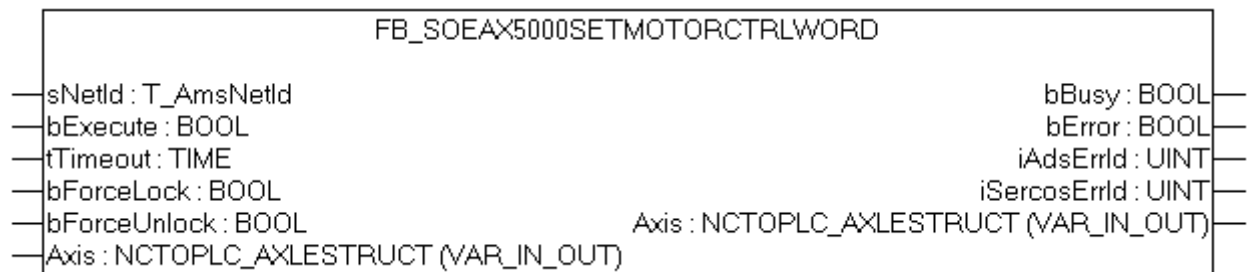 FB_SOEAX5000SETMOTORCTRLWORD
sNetId : T_AmsNetId
bExecute : BOOL
tTimeout : TIME
bForceLock : BOOL
bForceUnlock : BOOL
Axis : NCTOPLC_AXLESTRUCT (VAR_IN_OUT)
bBusy : BOOL
bError : BOOL
iAdsErrId : UINT
iSercosErrId : UINT
Axis : NCTOPLC_AXLESTRUCT (VAR_IN_OUT)